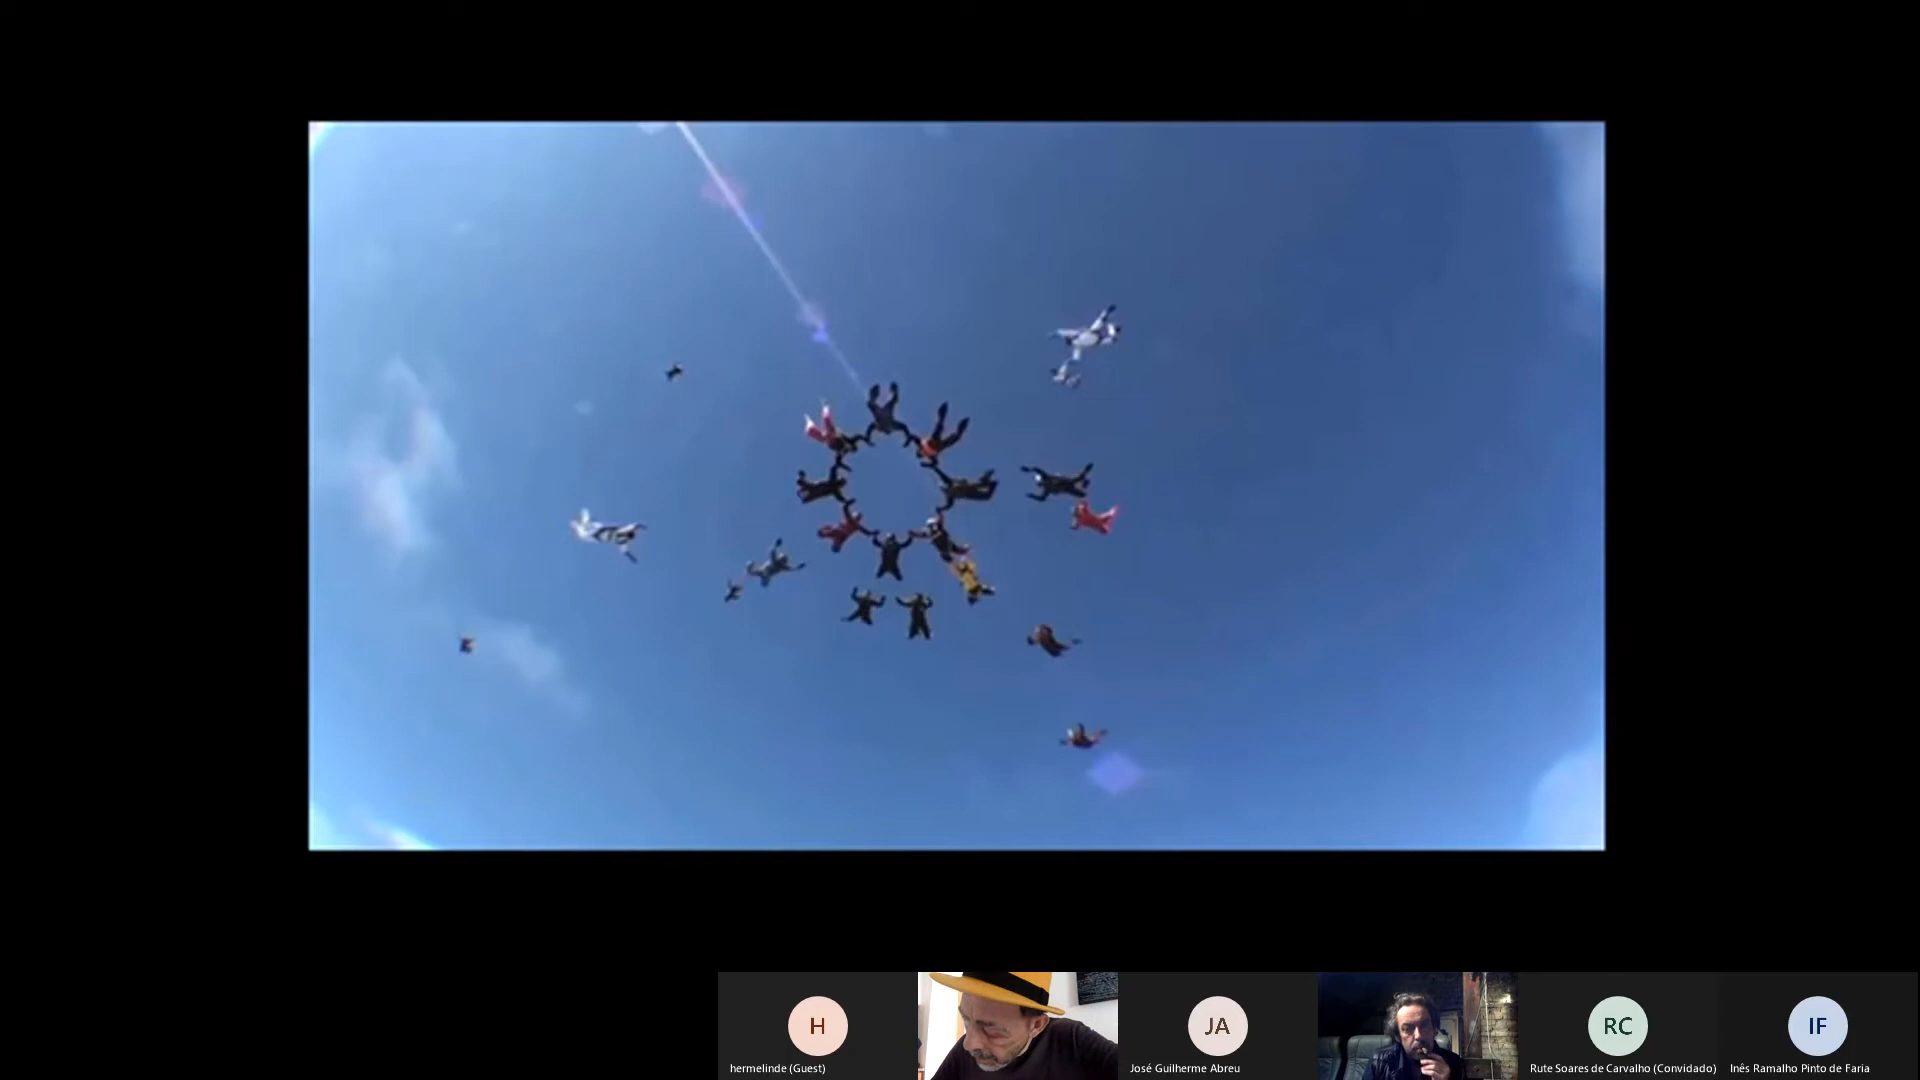 H
JA
RC
IF
hermelinde (Guest)
José Guilherme Abreu
Rute Soares de Carvalho (Convidado)
Inês Ramalho Pinto de Faria